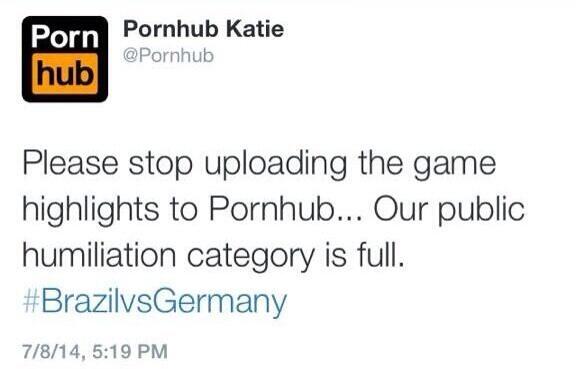 Porn
hub
Pornhub Katie
@Pornhub
Please stop uploading the game
highlights to Pornhub... Our public
humiliation category is full.
#BrazilvsGermany
7/8/14, 5:19 PM